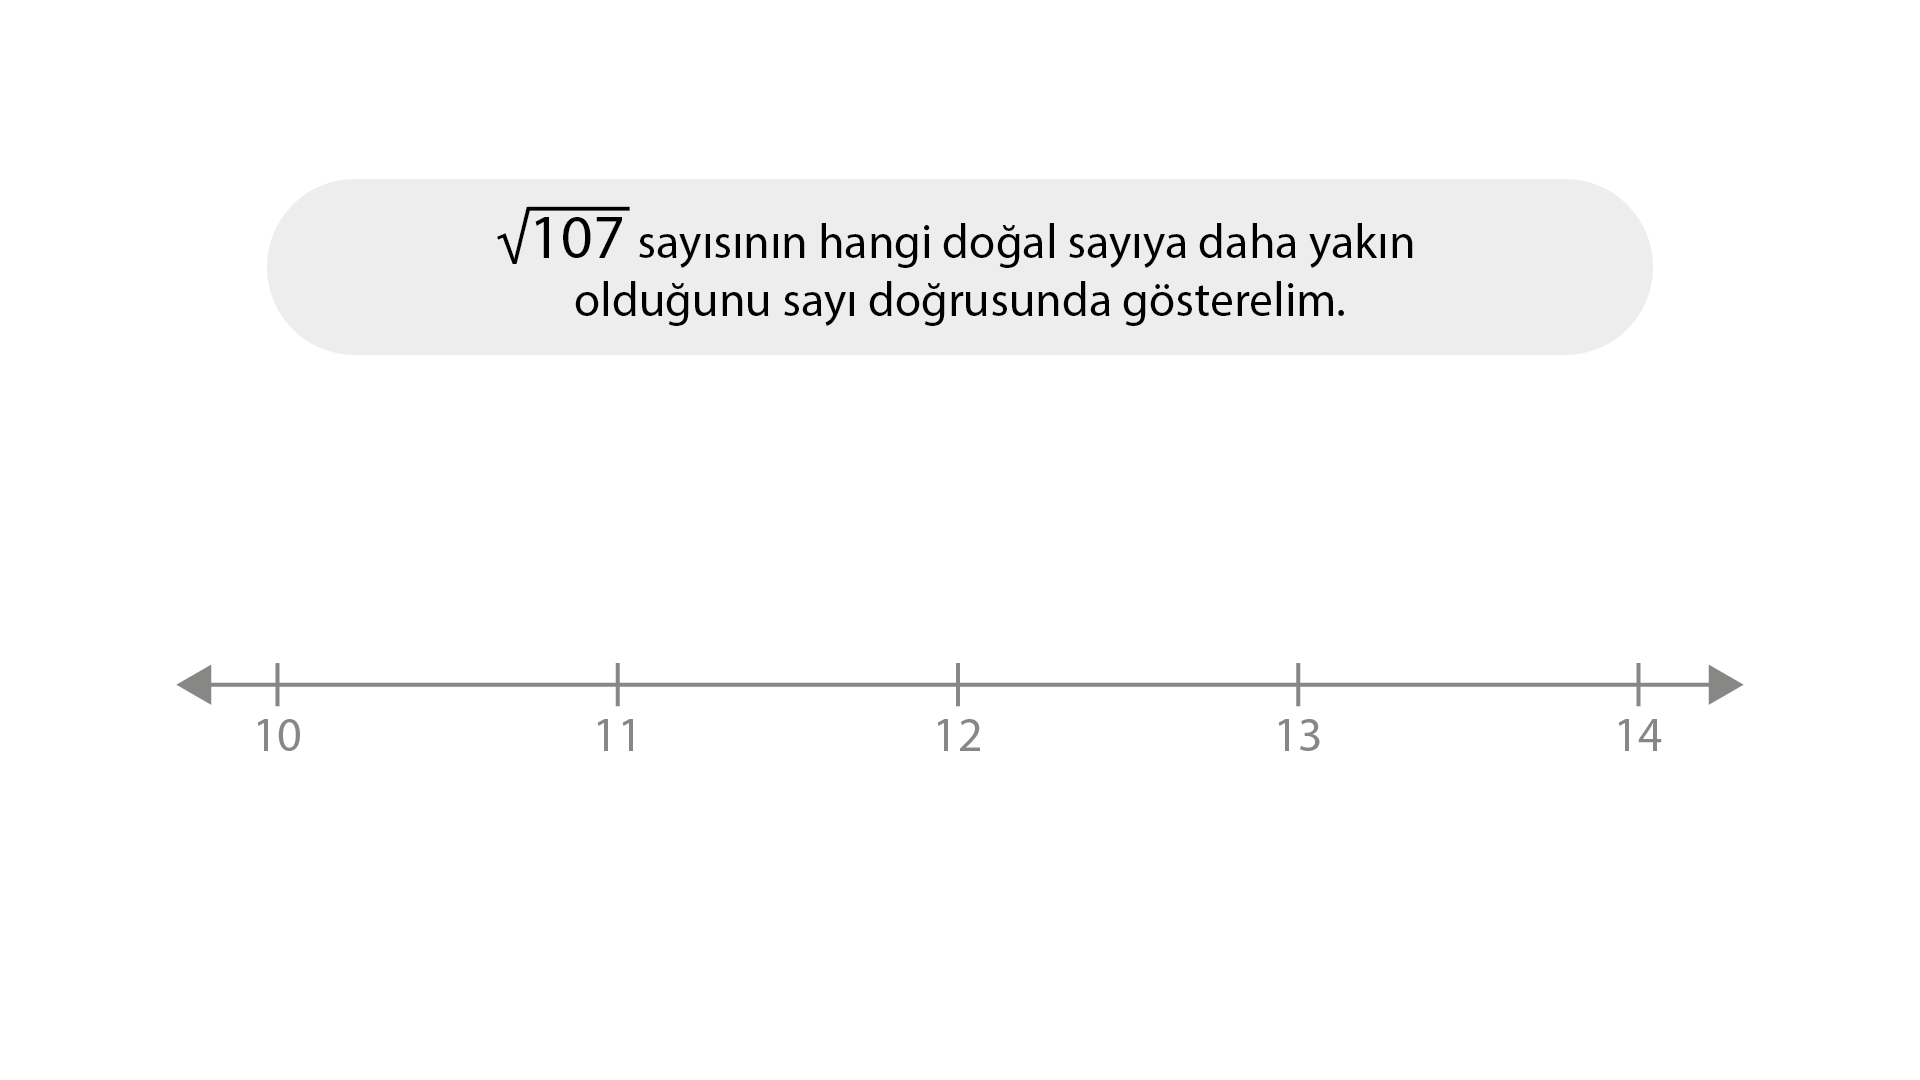 √107 sayısının hangi doğal sayıya daha yakın
olduğunu sayı doğrusunda gösterelim.
10 11 12 13 14